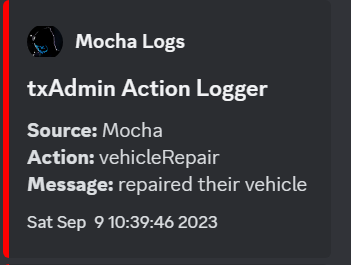 Mocha Logs
txAdmin Action Logger
Source: Mocha
Action: vehicleRepair
Message: repaired their vehicle
Sat Sep 9 10:39:46 2023